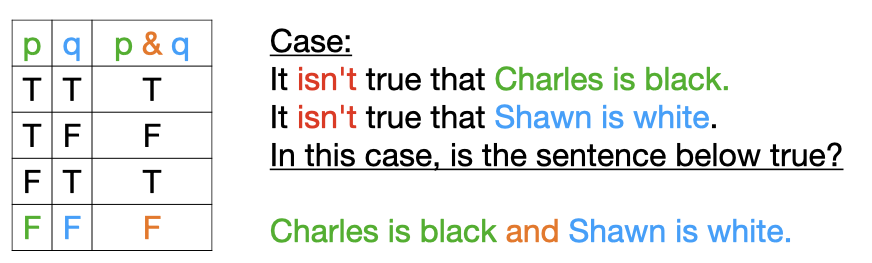 p q p & q
T T T
T F F
F T T
F F F
Case:
It isn't true that Charles is black.
It isn't true that Shawn is white.
In this case, is the sentence below true?
Charles is black and Shawn is white.